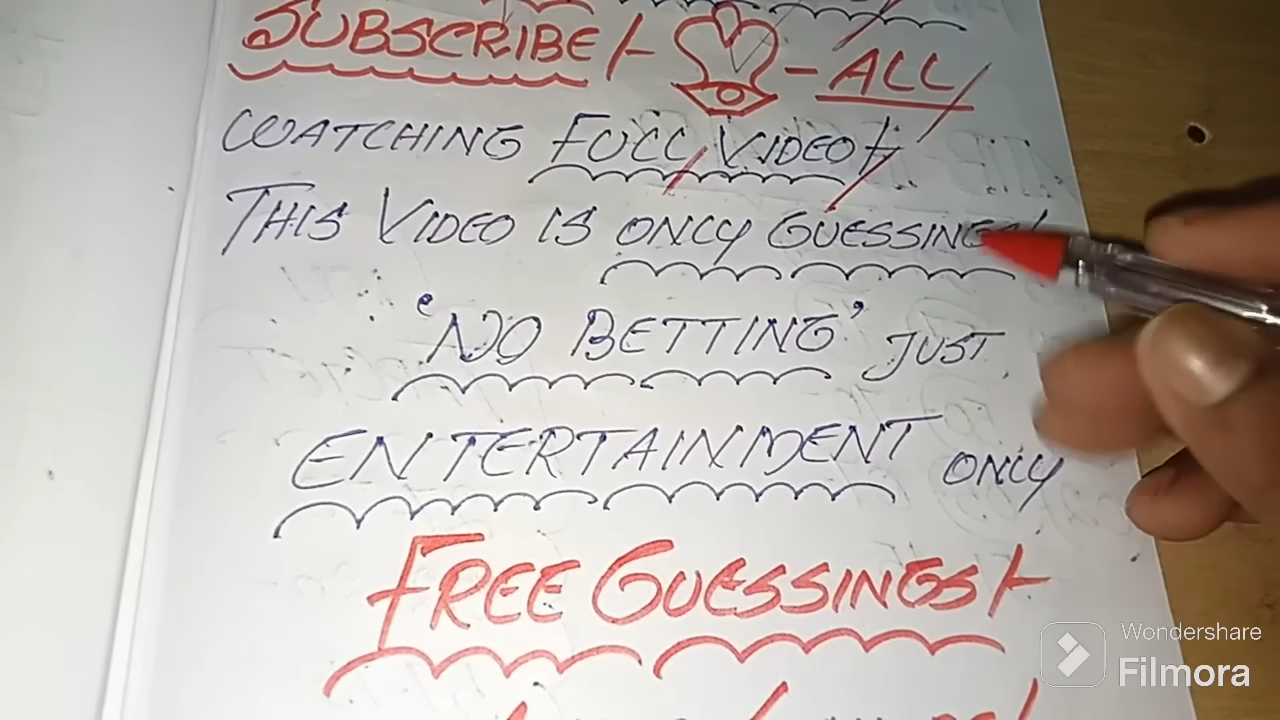 SUBSCRIBE/- - ALL/
WATCHING FULL VIDEO/-
THIS VIDEO IS ONLY GUESSING/
'NO BETTING' JUST
ENTERTAINMENT ONLY
FREE GUESSINGS/-
Wondershare
Filmora